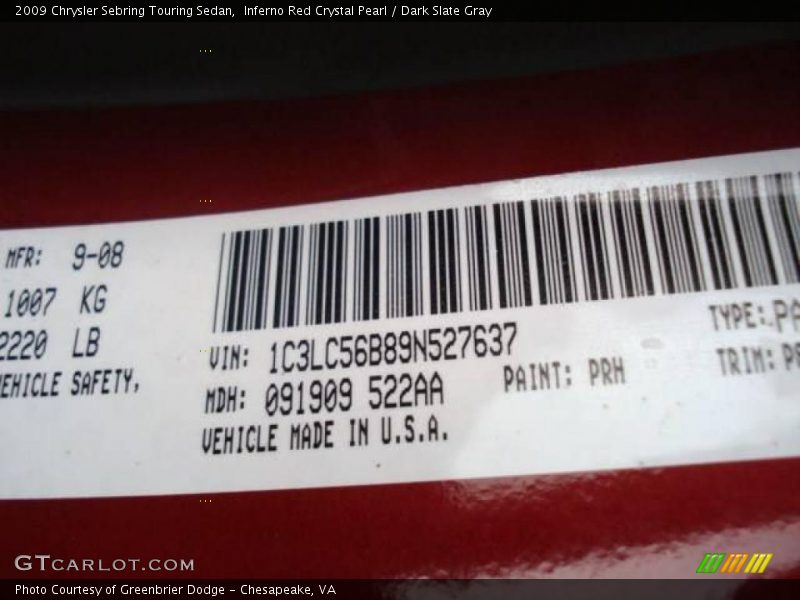 2009 Chrysler Sebring Touring Sedan,  Inferno Red Crystal Pearl / Dark Slate Gray
MFR: 9-08
1007 KG
2220 LB
VEHICLE SAFETY,
VIN: 1C3LC56B89N527637
TYPE: PA
MDH: 091909 522AA
PAINT: PRH
TRIM:
VEHICLE MADE IN U.S.A.
GTCARLOT.COM
Photo Courtesy of Greenbrier Dodge - Chesapeake, VA